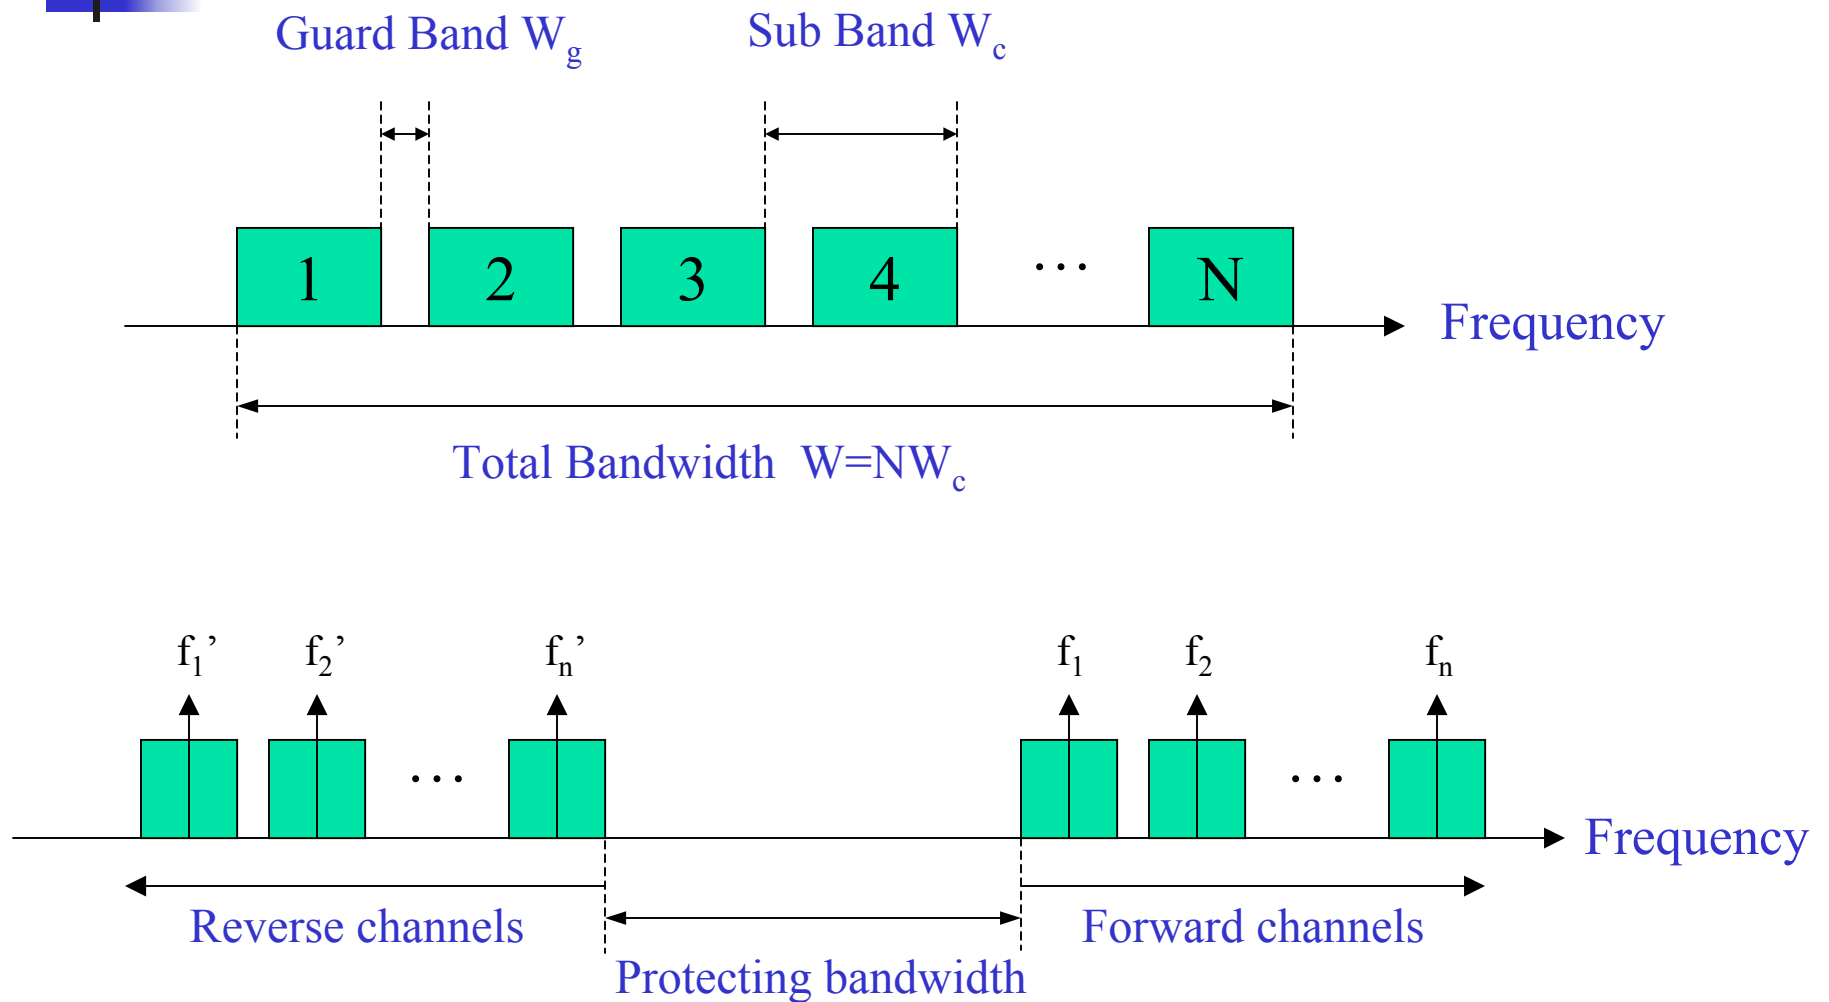 Guard Band Wg
Sub Band Wc
1 2 3 4 … N
Frequency
Total Bandwidth W=NWc
f1’ f2’ fn’ f1 f2 fn
… …
Frequency
Reverse channels
Forward channels
Protecting bandwidth